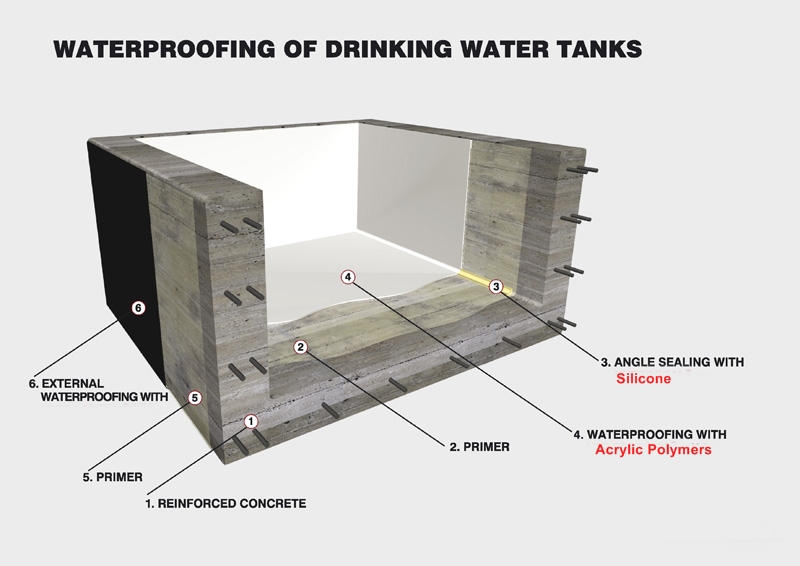 WATERPROOFING OF DRINKING WATER TANKS
6
4
3
2
5
1
3. ANGLE SEALING WITH
Silicone
6. EXTERNAL
WATERPROOFING WITH
4. WATERPROOFING WITH
Acrylic Polymers
2. PRIMER
5. PRIMER
1. REINFORCED CONCRETE